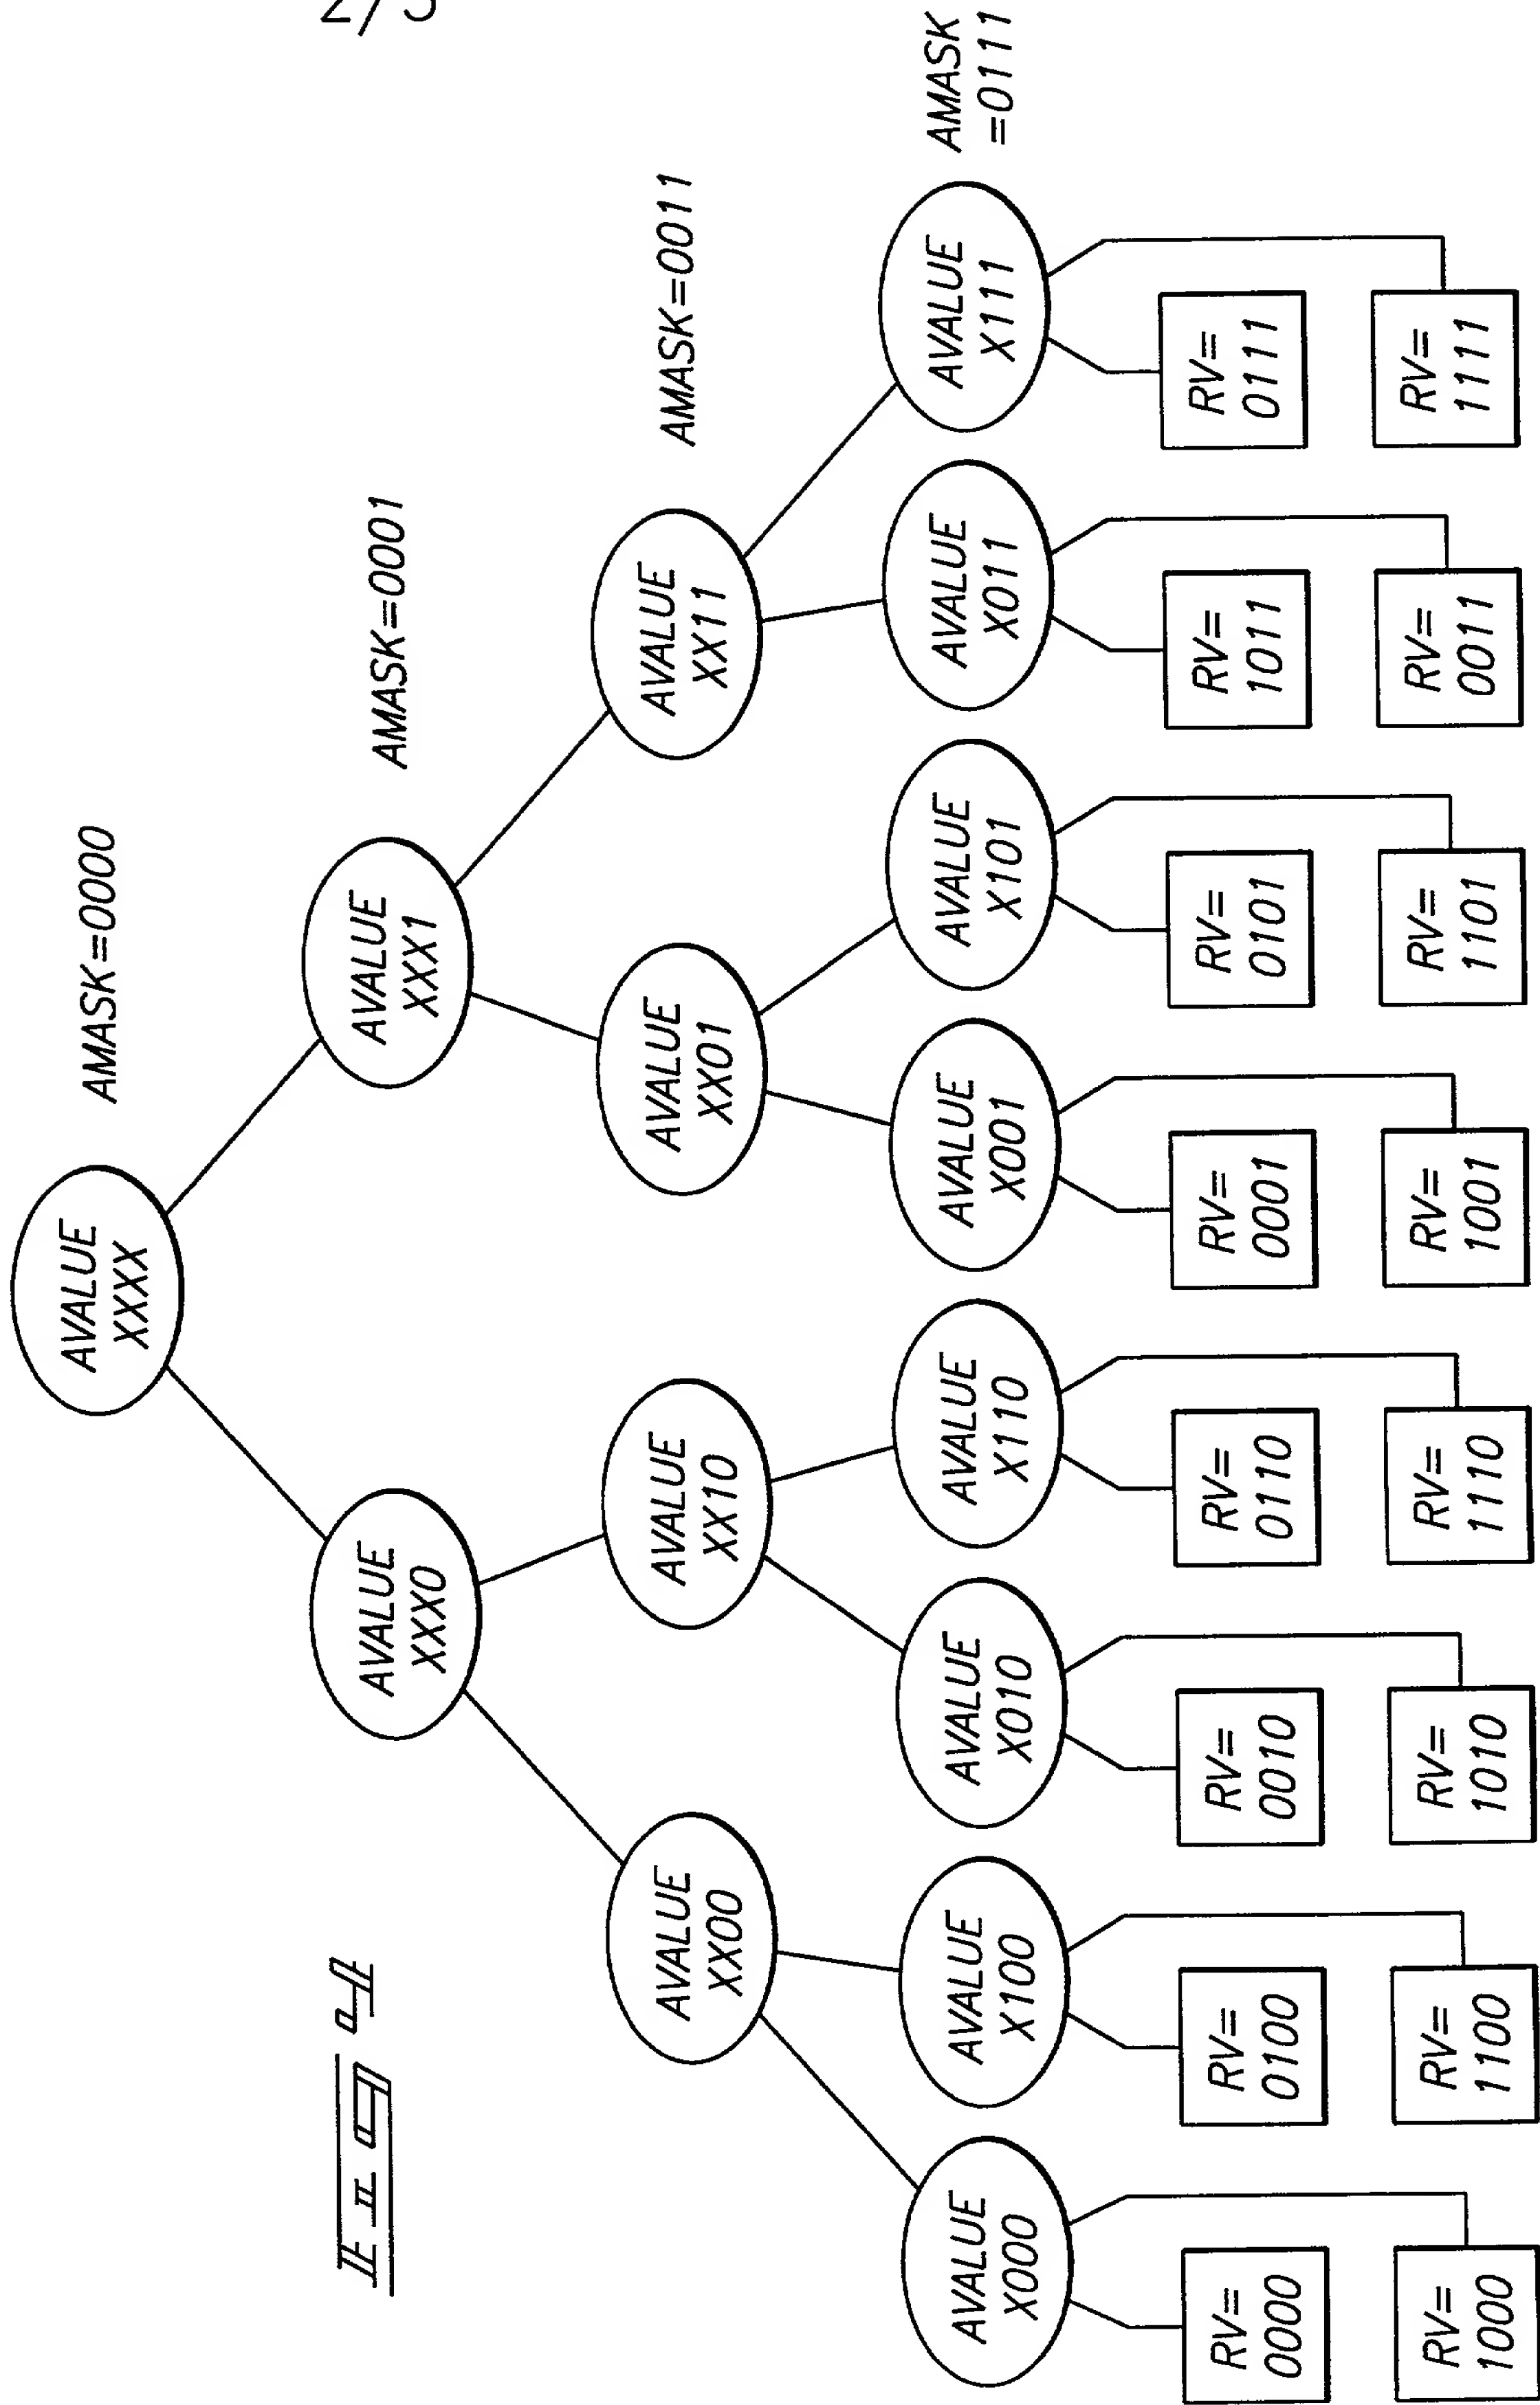 2/5
AMASK=0000
AVALUE
XXXX
AMASK=0001
AVALUE
XXX0
AVALUE
XXX1
AMASK=0011
AVALUE
XX00
AVALUE
XX10
AVALUE
XX01
AVALUE
XX11
AMASK
=0111
AVALUE
X000
AVALUE
X100
AVALUE
X010
AVALUE
X110
AVALUE
X001
AVALUE
X101
AVALUE
X011
AVALUE
X111
RV=
0000
RV=
0100
RV=
0010
RV=
0110
RV=
0001
RV=
0101
RV=
1011
RV=
0111
RV=
1000
RV=
1100
RV=
1010
RV=
1110
RV=
1001
RV=
1101
RV=
0011
RV=
1111
FIG 4